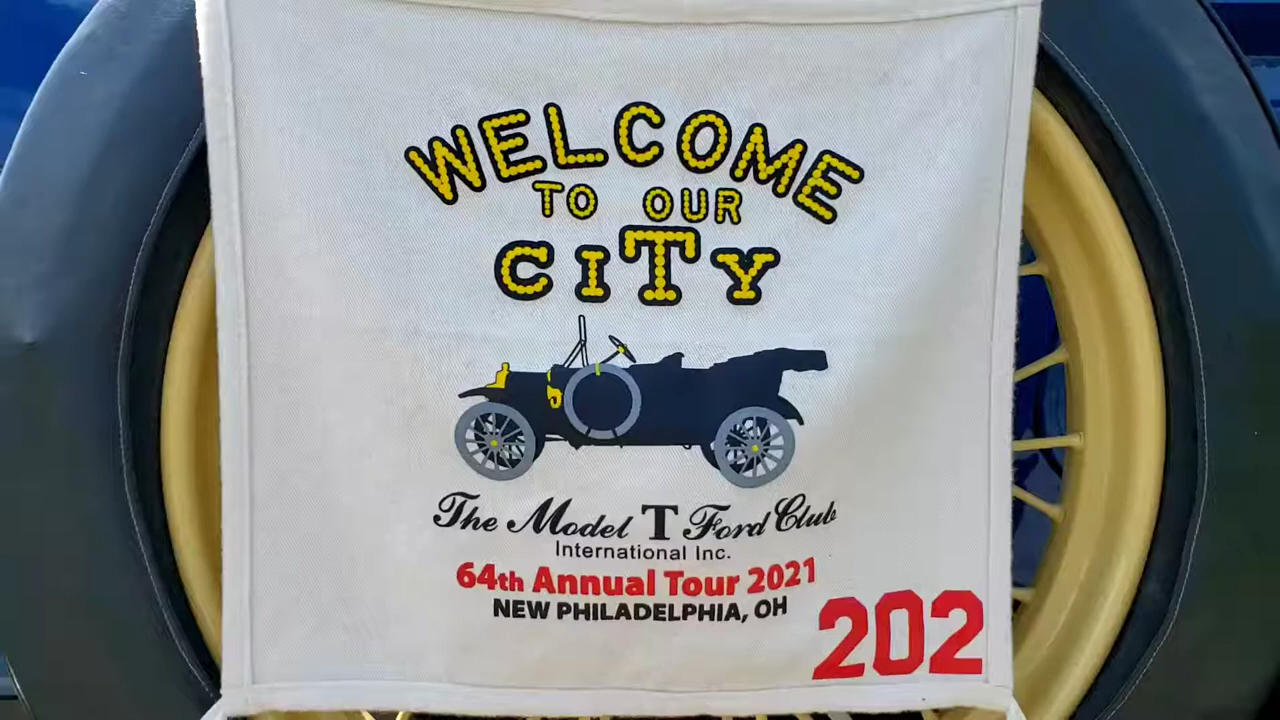 WELCOME
TO OUR
CITY
The Model T Ford Club
International Inc.
64th Annual Tour 2021
NEW PHILADELPHIA, OH
202